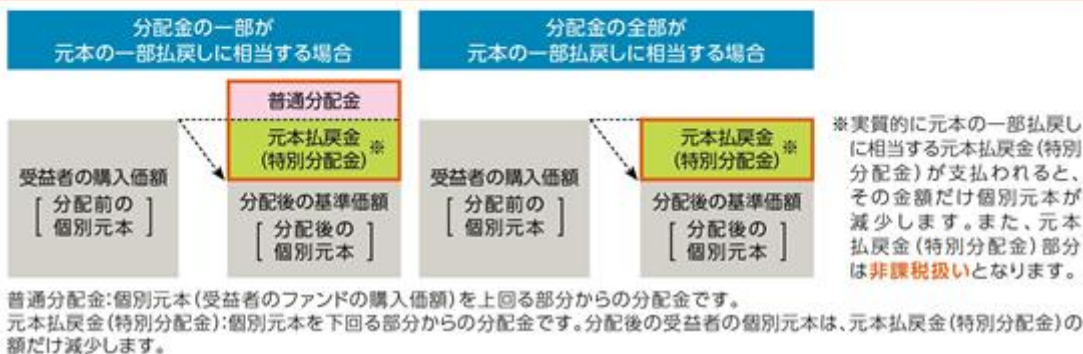 分配金の一部が
元本の一部払戻しに相当する場合
分配金の全部が
元本の一部払戻しに相当する場合
普通分配金
元本払戻金
(特別分配金)
※
受益者の購入価額
[ 分配前の
個別元本 ]
分配後の基準価額
[ 分配後の
個別元本 ]
受益者の購入価額
[ 分配前の
個別元本 ]
元本払戻金
(特別分配金)
※
分配後の基準価額
[ 分配後の
個別元本 ]
※実質的に元本の一部払戻し
に相当する元本払戻金(特別
分配金)が支払われると、
その金額だけ個別元本が
減少します。また、元本
払戻金(特別分配金)部分
は非課税扱いとなります。
普通分配金:個別元本(受益者のファンドの購入価額)を上回る部分からの分配金です。
元本払戻金(特別分配金):個別元本を下回る部分からの分配金です。分配後の受益者の個別元本は、元本払戻金(特別分配金)の
額だけ減少します。